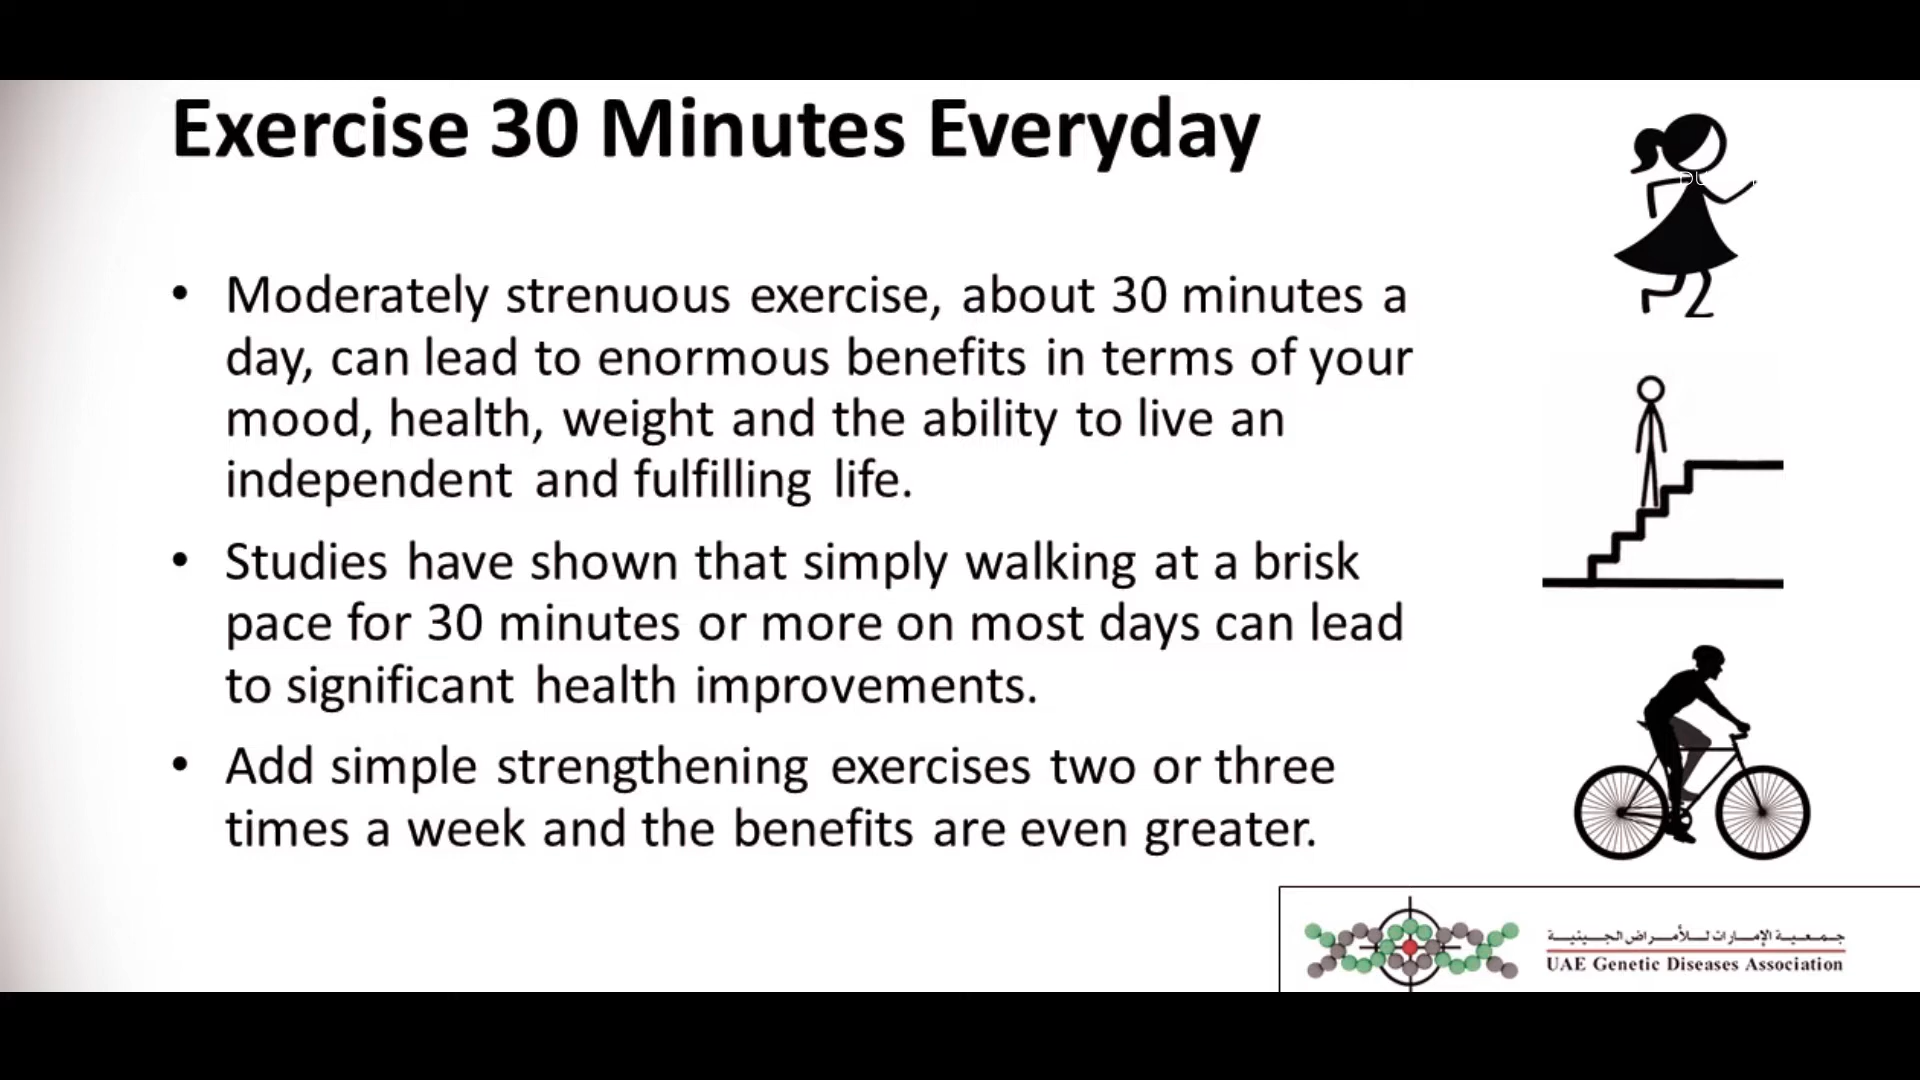 Exercise 30 Minutes Everyday
• Moderately strenuous exercise, about 30 minutes a
day, can lead to enormous benefits in terms of your
mood, health, weight and the ability to live an
independent and fulfilling life.
• Studies have shown that simply walking at a brisk
pace for 30 minutes or more on most days can lead
to significant health improvements.
• Add simple strengthening exercises two or three
times a week and the benefits are even greater.
جمعية الإمارات للأمراض الجينية
UAE Genetic Diseases Association